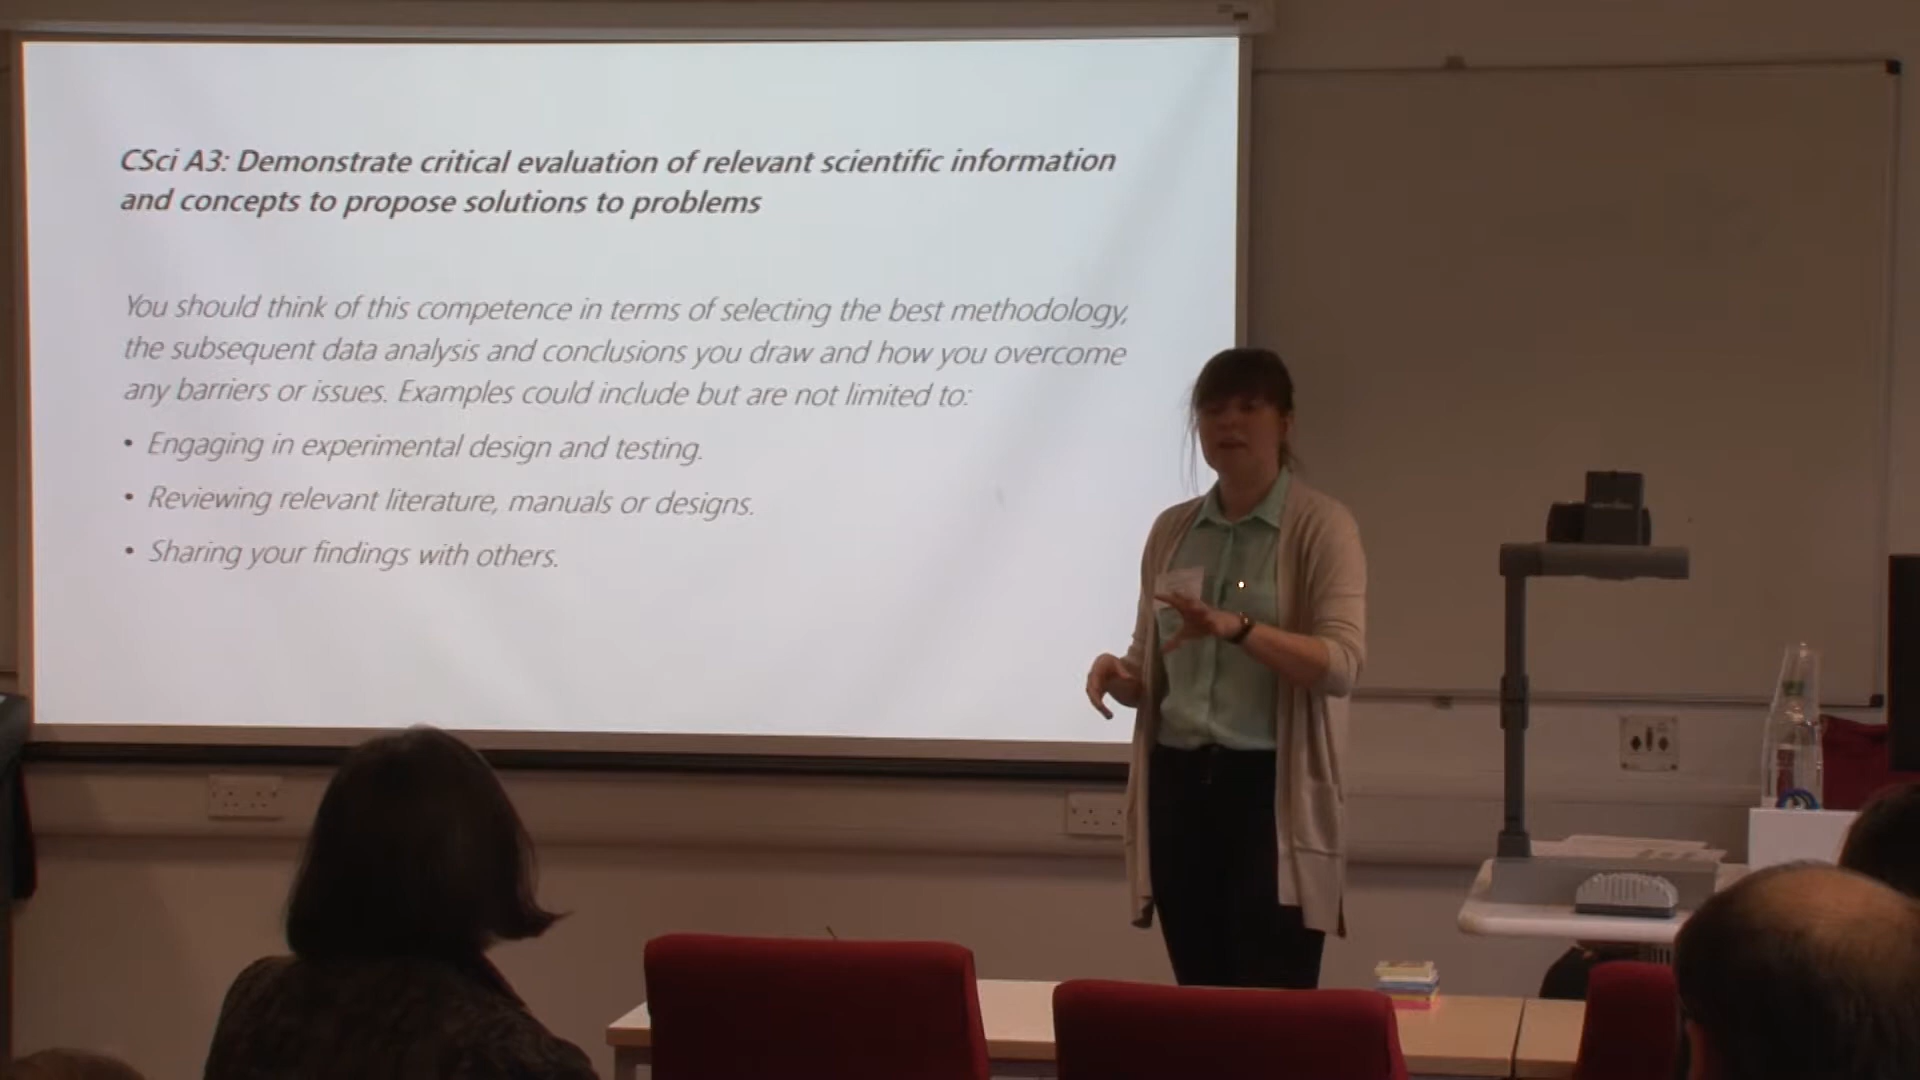 CSci A3: Demonstrate critical evaluation of relevant scientific information
and concepts to propose solutions to problems
You should think of this competence in terms of selecting the best methodology,
the subsequent data analysis and conclusions you draw and how you overcome
any barriers or issues. Examples could include but are not limited to:
• Engaging in experimental design and testing.
• Reviewing relevant literature, manuals or designs.
• Sharing your findings with others.